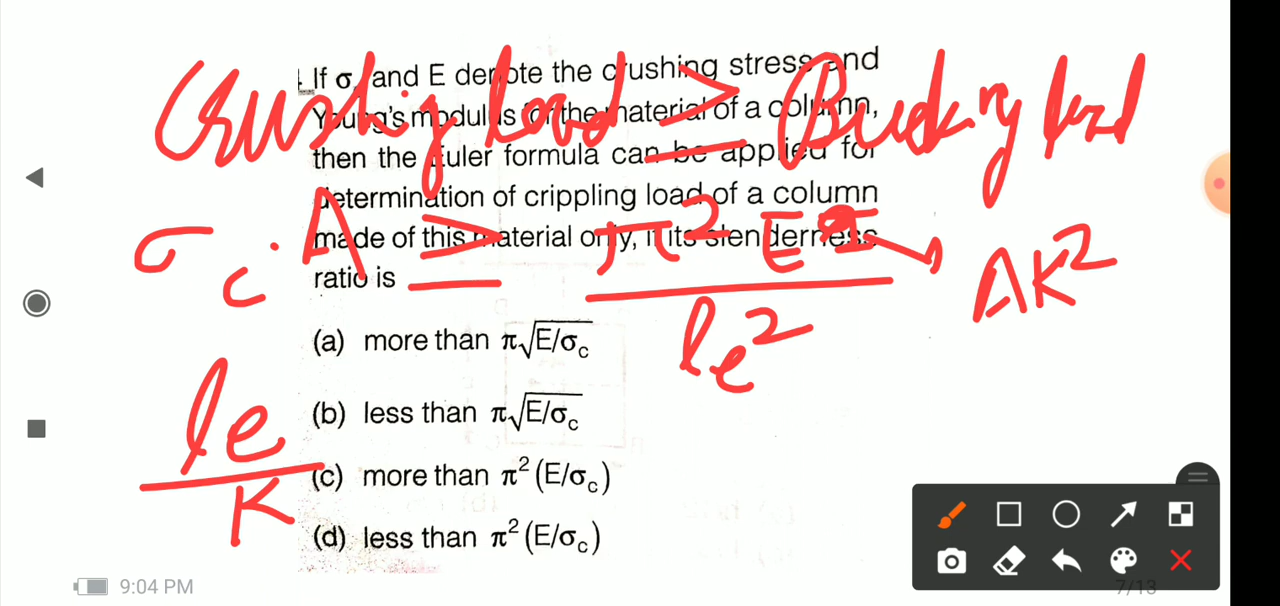 Crushing load ≥ Buckling load
If σc and E denote the crushing stress and
Young's modulus for the material of a column,
then the Euler formula can be applied for
determination of crippling load of a column
made of this material only, if its slenderness
ratio is
σc . A ≥ π² E I / le²
AK²
(a) more than π√E/σc
(b) less than π√E/σc
(c) more than π² (E/σc)
(d) less than π² (E/σc)
le / K
9:04 PM
7/13